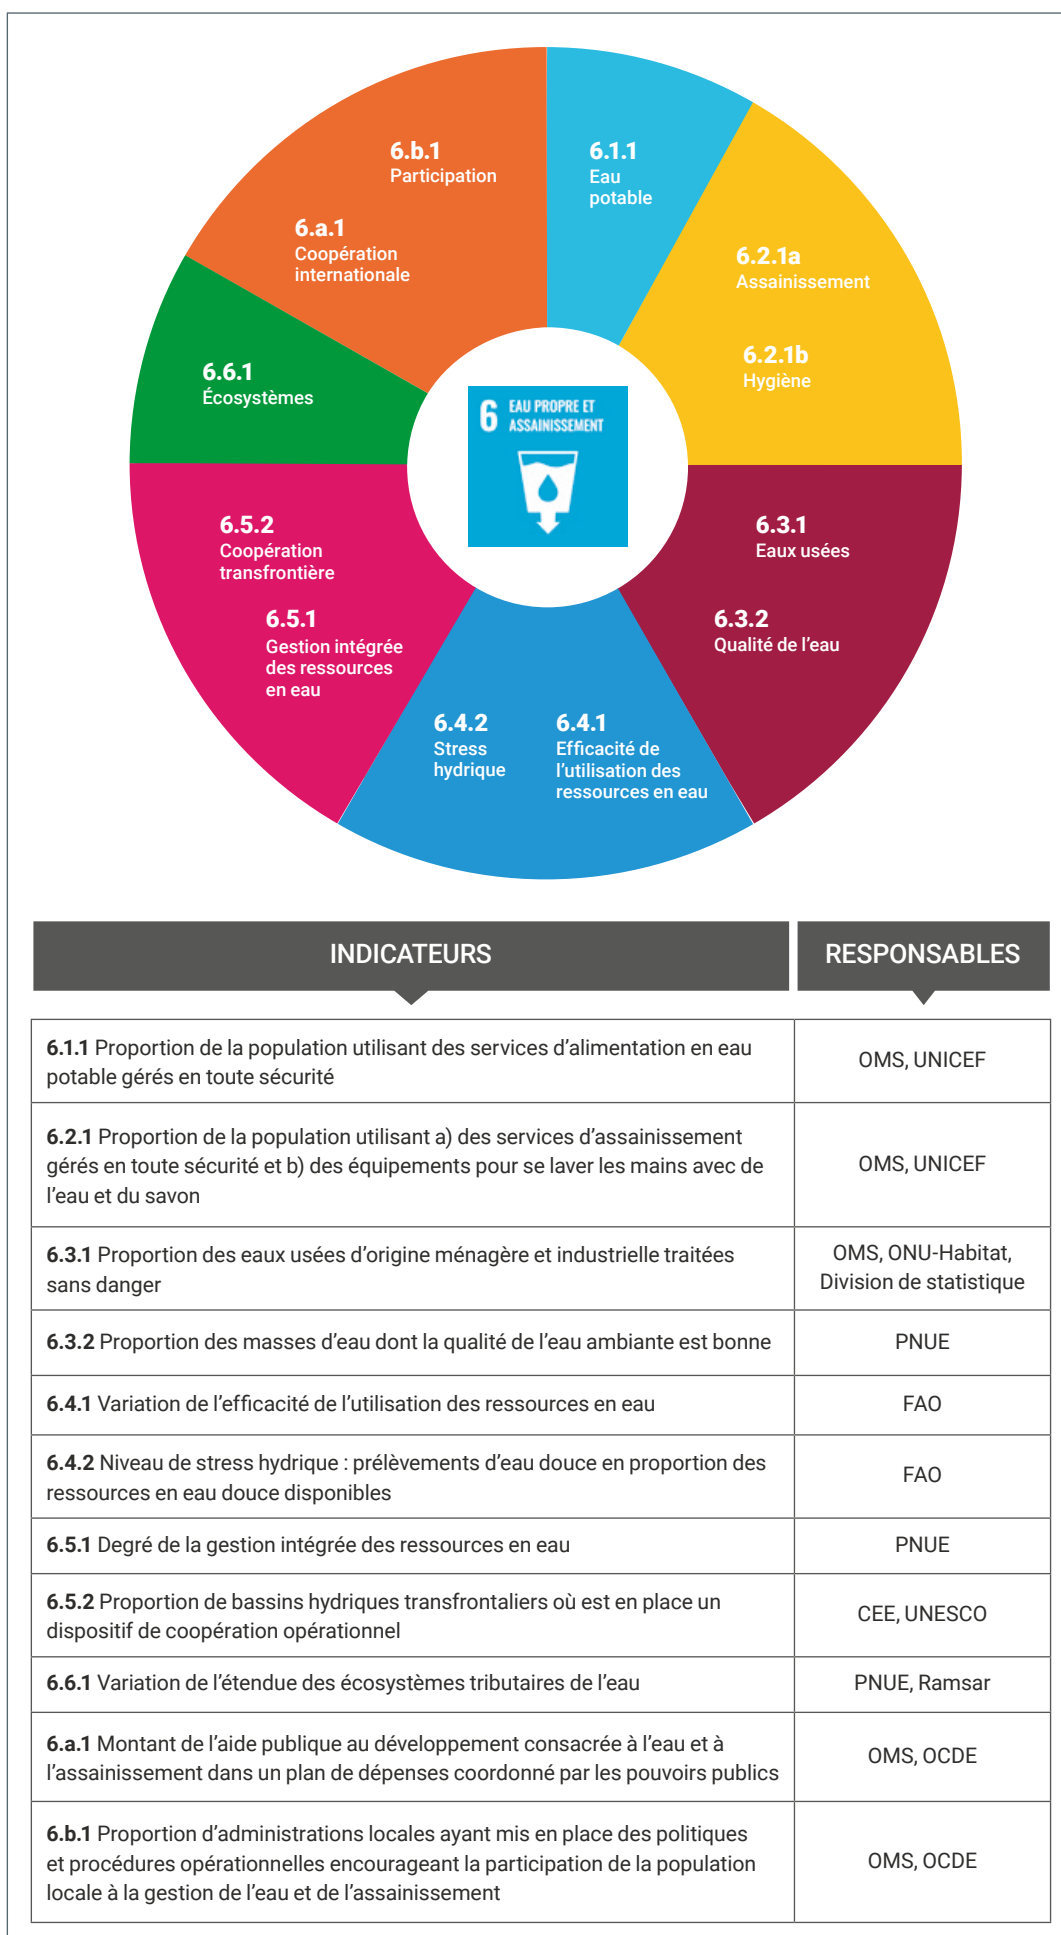 6.b.1
Participation
6.1.1
Eau
potable
6.a.1
Coopération
internationale
6.2.1a
Assainissement
6.2.1b
Hygiène
6.6.1
Écosystèmes
6 EAU PROPRE ET
ASSAINISSEMENT
6.5.2
Coopération
transfrontière
6.3.1
Eaux usées
6.5.1
Gestion intégrée
des ressources
en eau
6.3.2
Qualité de l'eau
6.4.2
Stress
hydrique
6.4.1
Efficacité de
l'utilisation des
ressources en eau
INDICATEURS
RESPONSABLES
6.1.1 Proportion de la population utilisant des services d'alimentation en eau
potable gérés en toute sécurité
OMS, UNICEF
6.2.1 Proportion de la population utilisant a) des services d'assainissement
gérés en toute sécurité et b) des équipements pour se laver les mains avec de
l'eau et du savon
OMS, UNICEF
6.3.1 Proportion des eaux usées d'origine ménagère et industrielle traitées
sans danger
OMS, ONU-Habitat,
Division de statistique
6.3.2 Proportion des masses d'eau dont la qualité de l'eau ambiante est bonne
PNUE
6.4.1 Variation de l'efficacité de l'utilisation des ressources en eau
FAO
6.4.2 Niveau de stress hydrique : prélèvements d'eau douce en proportion des
ressources en eau douce disponibles
FAO
6.5.1 Degré de la gestion intégrée des ressources en eau
PNUE
6.5.2 Proportion de bassins hydriques transfrontaliers où est en place un
dispositif de coopération opérationnel
CEE, UNESCO
6.6.1 Variation de l'étendue des écosystèmes tributaires de l'eau
PNUE, Ramsar
6.a.1 Montant de l'aide publique au développement consacrée à l'eau et à
l'assainissement dans un plan de dépenses coordonné par les pouvoirs publics
OMS, OCDE
6.b.1 Proportion d'administrations locales ayant mis en place des politiques
et procédures opérationnelles encourageant la participation de la population
locale à la gestion de l'eau et de l'assainissement
OMS, OCDE